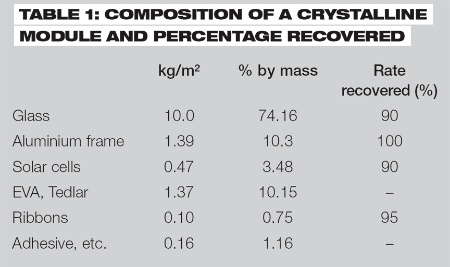 TABLE 1: COMPOSITION OF A CRYSTALLINE
MODULE AND PERCENTAGE RECOVERED
kg/m² % by mass Rate
recovered (%)
Glass 10.0 74.16 90
Aluminium frame 1.39 10.3 100
Solar cells 0.47 3.48 90
EVA, Tedlar 1.37 10.15 –
Ribbons 0.10 0.75 95
Adhesive, etc. 0.16 1.16 –